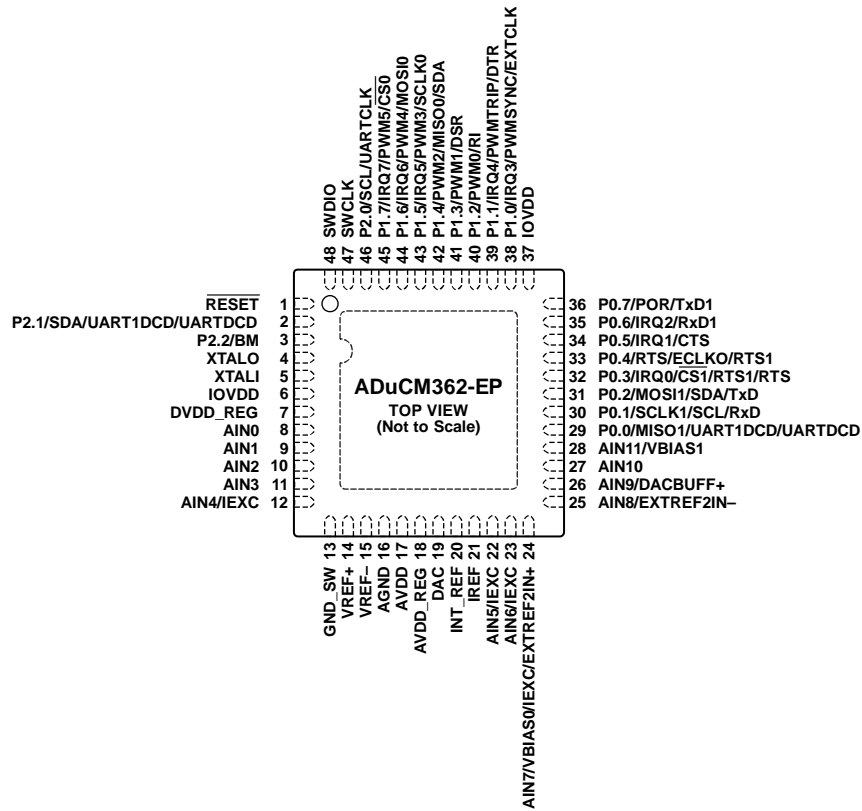 48 SWDIO
47 SWCLK
46 P2.0/SCL/UARTCLK
45 P1.7/IRQ7/PWM5/CS0
44 P1.6/IRQ6/PWM4/MOSI0
43 P1.5/IRQ5/PWM3/SCLK0
42 P1.4/PWM2/MISO0/SDA
41 P1.3/PWM1/DSR
40 P1.2/PWM0/RI
39 P1.1/IRQ4/PWMTRIP/DTR
38 P1.0/IRQ3/PWMSYNC/EXTCLK
37 IOVDD
RESET 1
P2.1/SDA/UART1DCD/UARTDCD 2
P2.2/BM 3
XTALO 4
XTALI 5
IOVDD 6
DVDD_REG 7
AIN0 8
AIN1 9
AIN2 10
AIN3 11
AIN4/IEXC 12
ADuCM362-EP
TOP VIEW
(Not to Scale)
36 P0.7/POR/TxD1
35 P0.6/IRQ2/RxD1
34 P0.5/IRQ1/CTS
33 P0.4/RTS/ECLKO/RTS1
32 P0.3/IRQ0/CS1/RTS1/RTS
31 P0.2/MOSI1/SDA/TxD
30 P0.1/SCLK1/SCL/RxD
29 P0.0/MISO1/UART1DCD/UARTDCD
28 AIN11/VBIAS1
27 AIN10
26 AIN9/DACBUFF+
25 AIN8/EXTREF2IN–
GND_SW 13
VREF+ 14
VREF– 15
AGND 16
AVDD 17
AVDD_REG 18
DAC 19
INT_REF 20
IREF 21
AIN5/IEXC 22
AIN6/IEXC 23
AIN7/VBIAS0/IEXC/EXTREF2IN+ 24